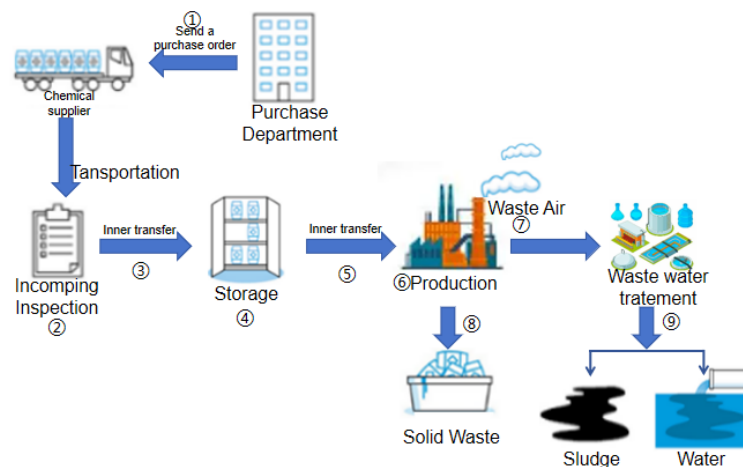 ①
Send a
purchase order
Chemical
supplier
Purchase
Department
Tansportation
Inner transfer
③
Incomping
Inspection
②
Storage
④
Inner transfer
⑤
Waste Air
⑦
⑥Production
Waste water
tratement
⑧
⑨
Solid Waste
Sludge
Water